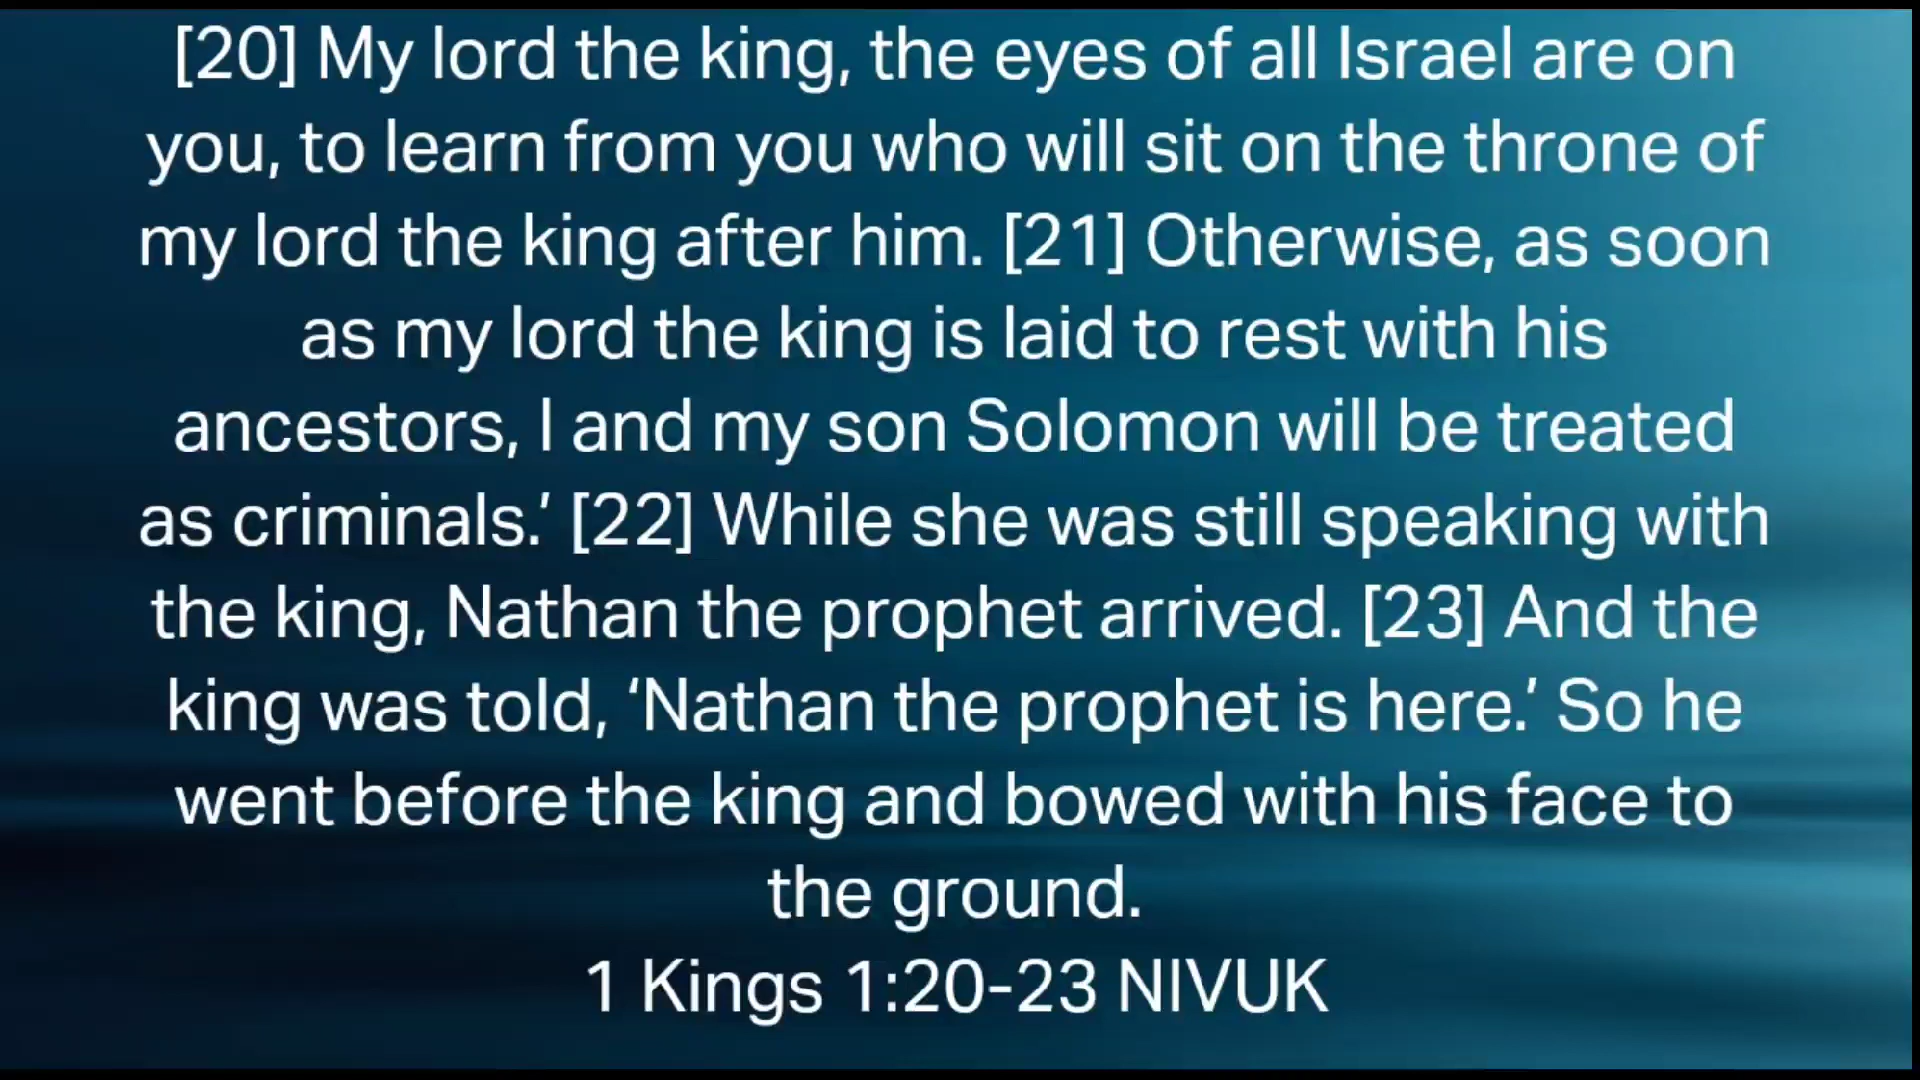 [20] My lord the king, the eyes of all Israel are on
you, to learn from you who will sit on the throne of
my lord the king after him. [21] Otherwise, as soon
as my lord the king is laid to rest with his
ancestors, I and my son Solomon will be treated
as criminals.’ [22] While she was still speaking with
the king, Nathan the prophet arrived. [23] And the
king was told, ‘Nathan the prophet is here.’ So he
went before the king and bowed with his face to
the ground.
1 Kings 1:20-23 NIVUK